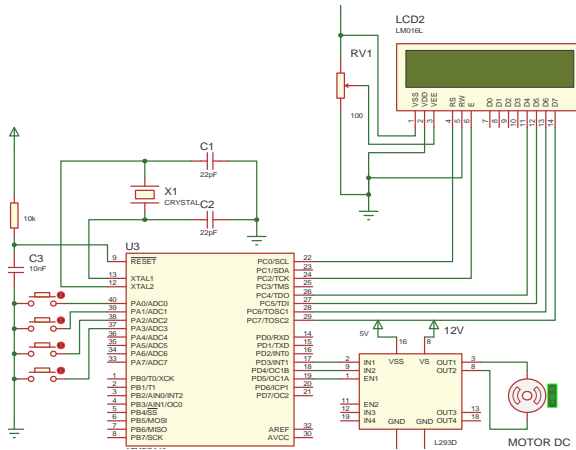 LCD2
LM016L
RV1
100
VSS
VDD
VEE
RS
RW
E
D0
D1
D2
D3
D4
D5
D6
D7
1
2
3
4
5
6
7
8
9
10
11
12
13
14
C1
22pF
X1
CRYSTAL
C2
22pF
10k
C3
10nF
U3
9 RESET PC0/SCL 22
PC1/SDA 23
13 XTAL1 PC2/TCK 24
12 XTAL2 PC3/TMS 25
PC4/TDO 26
40 PA0/ADC0 PC5/TDI 27
39 PA1/ADC1 PC6/TOSC1 28
38 PA2/ADC2 PC7/TOSC2 29
37 PA3/ADC3
36 PA4/ADC4 PD0/RXD 14
35 PA5/ADC5 PD1/TXD 15
34 PA6/ADC6 PD2/INT0 16
33 PA7/ADC7 PD3/INT1 17
PD4/OC1B 18
1 PB0/T0/XCK PD5/OC1A 19
2 PB1/T1 PD6/ICP1 20
3 PB2/AIN0/INT2 PD7/OC2 21
4 PB3/AIN1/OC0
5 PB4/SS
6 PB5/MOSI
7 PB6/MISO AREF 32
8 PB7/SCK AVCC 30
5V
12V
16
8
VSS
VS
2 IN1 OUT1 3
9 IN2 OUT2 8
1 EN1
11 EN2
12 IN3 OUT3 13
19 IN4 OUT4 18
GND
GND
L293D
MOTOR DC